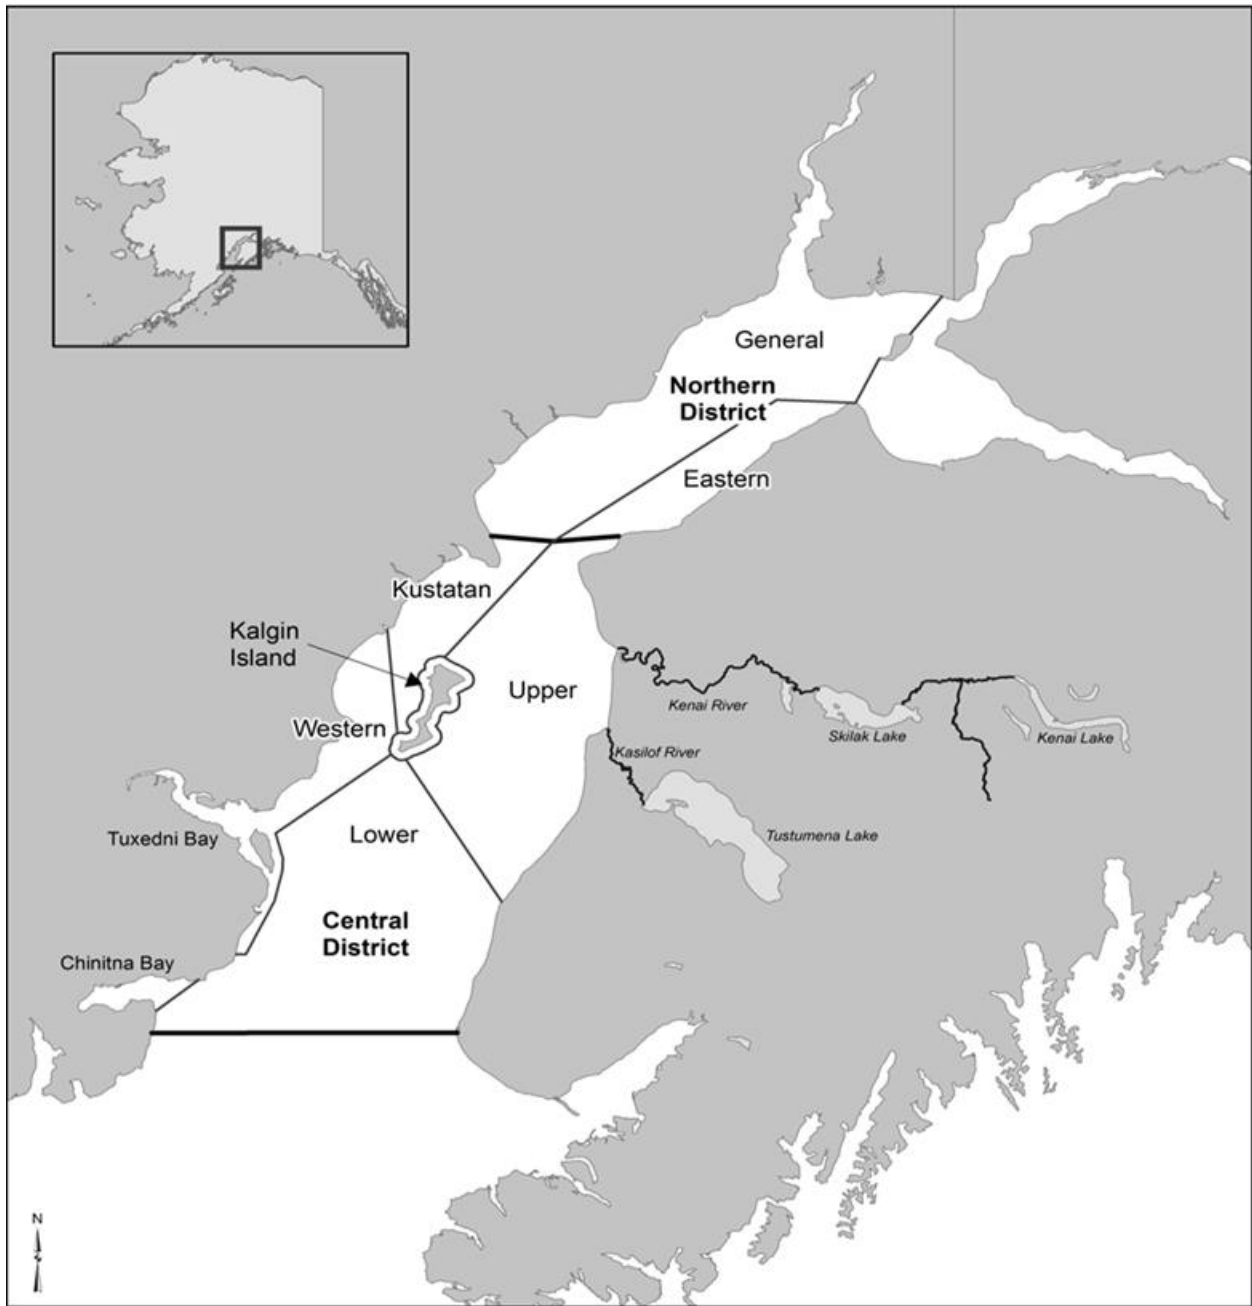 General
Northern
District
Eastern
Kustatan
Kalgin
Island
Upper
Kenai River
Skilak Lake
Kenai Lake
Western
Kasilof River
Tuxedni Bay
Lower
Tustumena Lake
Central
District
Chinitna Bay
N